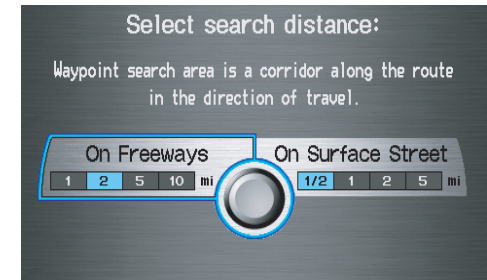 Select search distance:
Waypoint search area is a corridor along the route
in the direction of travel.
On Freeways
1 2 5 10 mi
On Surface Street
1/2 1 2 5 mi